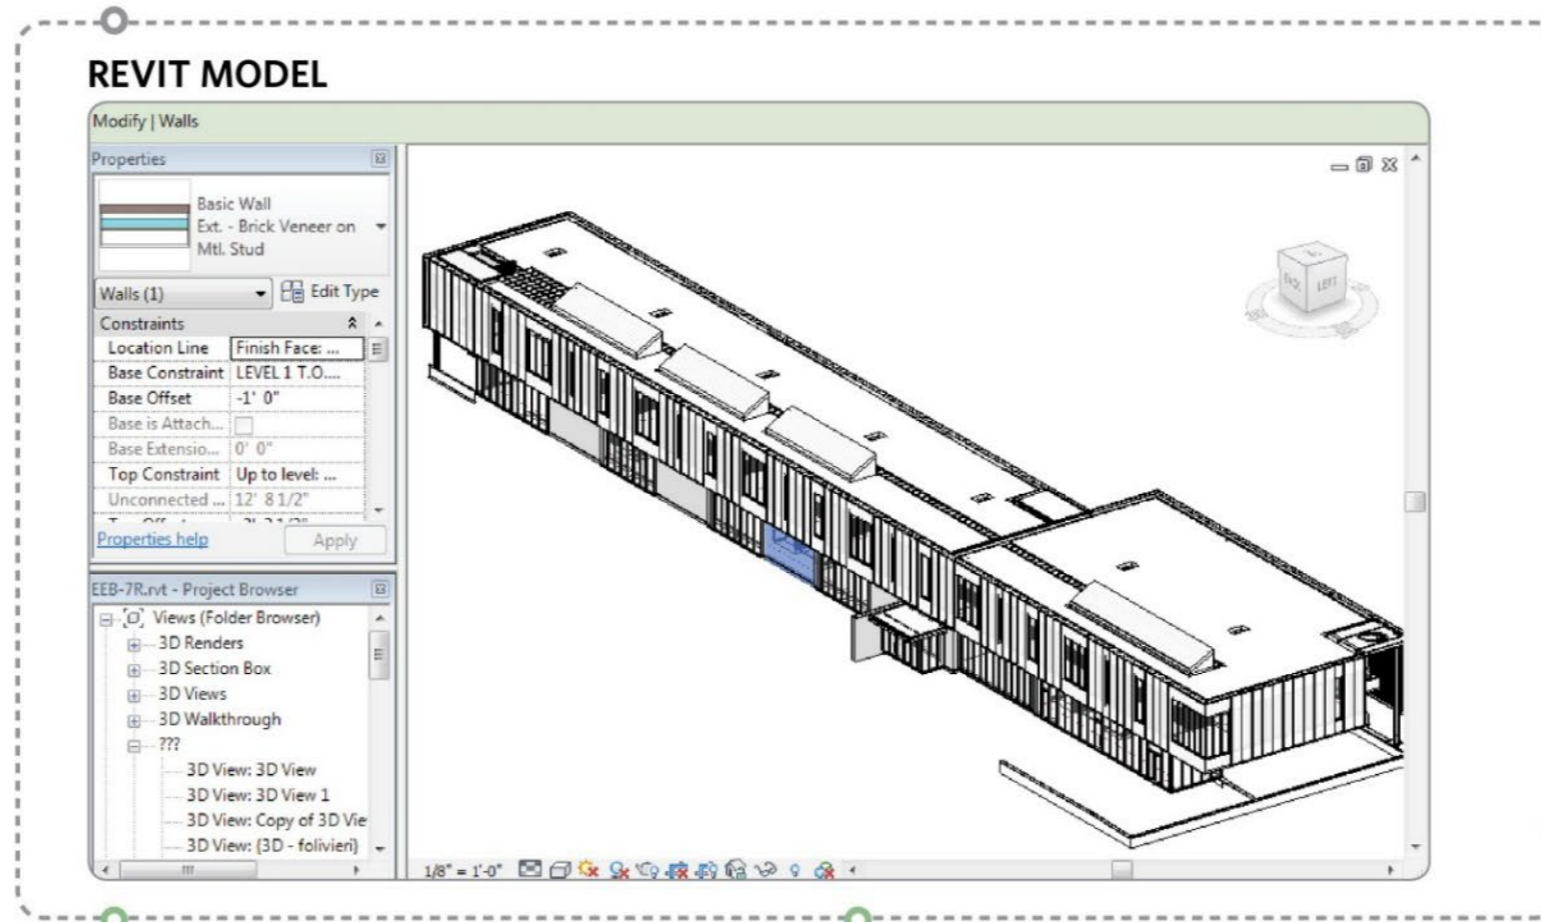 REVIT MODEL
Modify | Walls
Properties
Basic Wall
Ext. - Brick Veneer on
Mtl. Stud
Walls (1)
Edit Type
Constraints
Location Line Finish Face: ...
Base Constraint LEVEL 1 T.O....
Base Offset -1' 0"
Base is Attach...
Base Extensio... 0' 0"
Top Constraint Up to level: ...
Unconnected ... 12' 8 1/2"
Properties help
Apply
EEB-7R.rvt - Project Browser
Views (Folder Browser)
3D Renders
3D Section Box
3D Views
3D Walkthrough
???
3D View: 3D View
3D View: 3D View 1
3D View: Copy of 3D Vie
3D View: {3D - folivieri}
LEFT
1/8" = 1'-0"